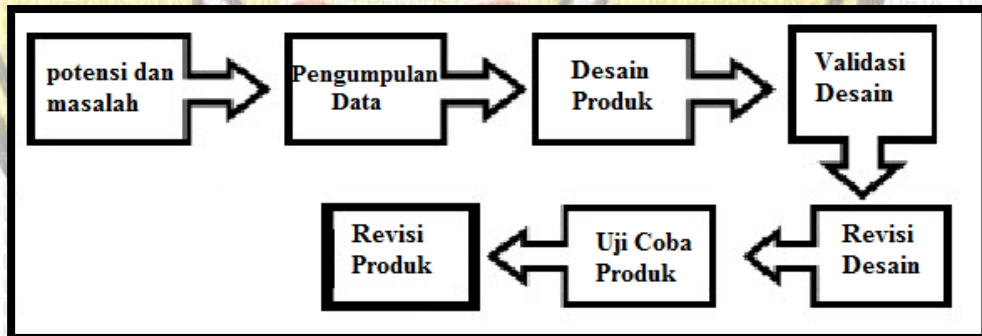 potensi dan
masalah
Pengumpulan
Data
Desain
Produk
Validasi
Desain
Revisi
Desain
Uji Coba
Produk
Revisi
Produk